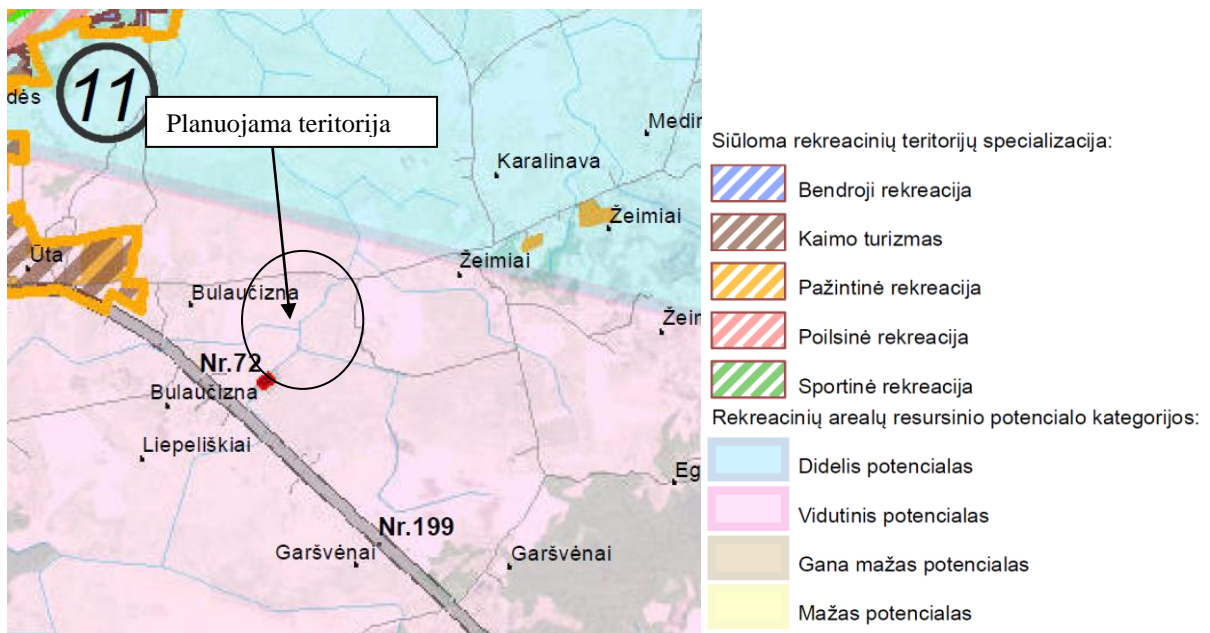 11
dės
Planuojama teritorija
Medin
Karalinava
Žeimiai
Ūta
Žeimiai
Bulaučizna
Žein
Nr.72
Bulaučizna
Liepeliškiai
Eg
Nr.199
Garšvėnai
Garšvėnai
Siūloma rekreacinių teritorijų specializacija:
Bendroji rekreacija
Kaimo turizmas
Pažintinė rekreacija
Poilsinė rekreacija
Sportinė rekreacija
Rekreacinių arealų resursinio potencialo kategorijos:
Didelis potencialas
Vidutinis potencialas
Gana mažas potencialas
Mažas potencialas